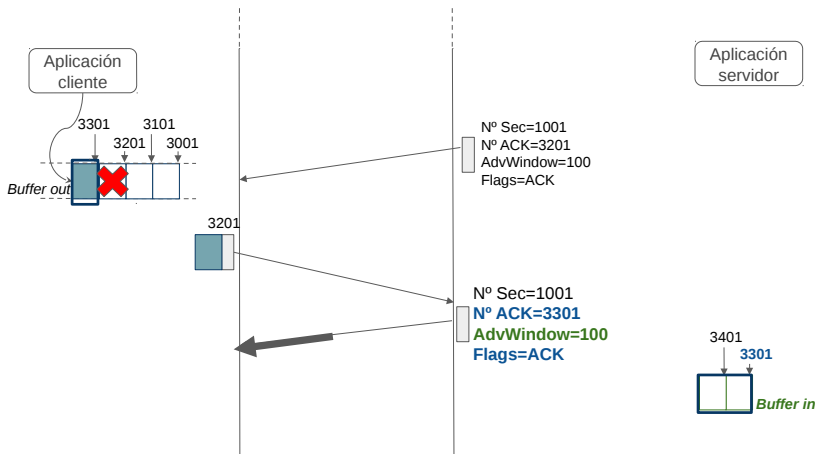 Aplicación
cliente
Aplicación
servidor
3301
3101
3201
3001
Buffer out
Nº Sec=1001
Nº ACK=3201
AdvWindow=100
Flags=ACK
3201
Nº Sec=1001
Nº ACK=3301
AdvWindow=100
Flags=ACK
3401
3301
Buffer in